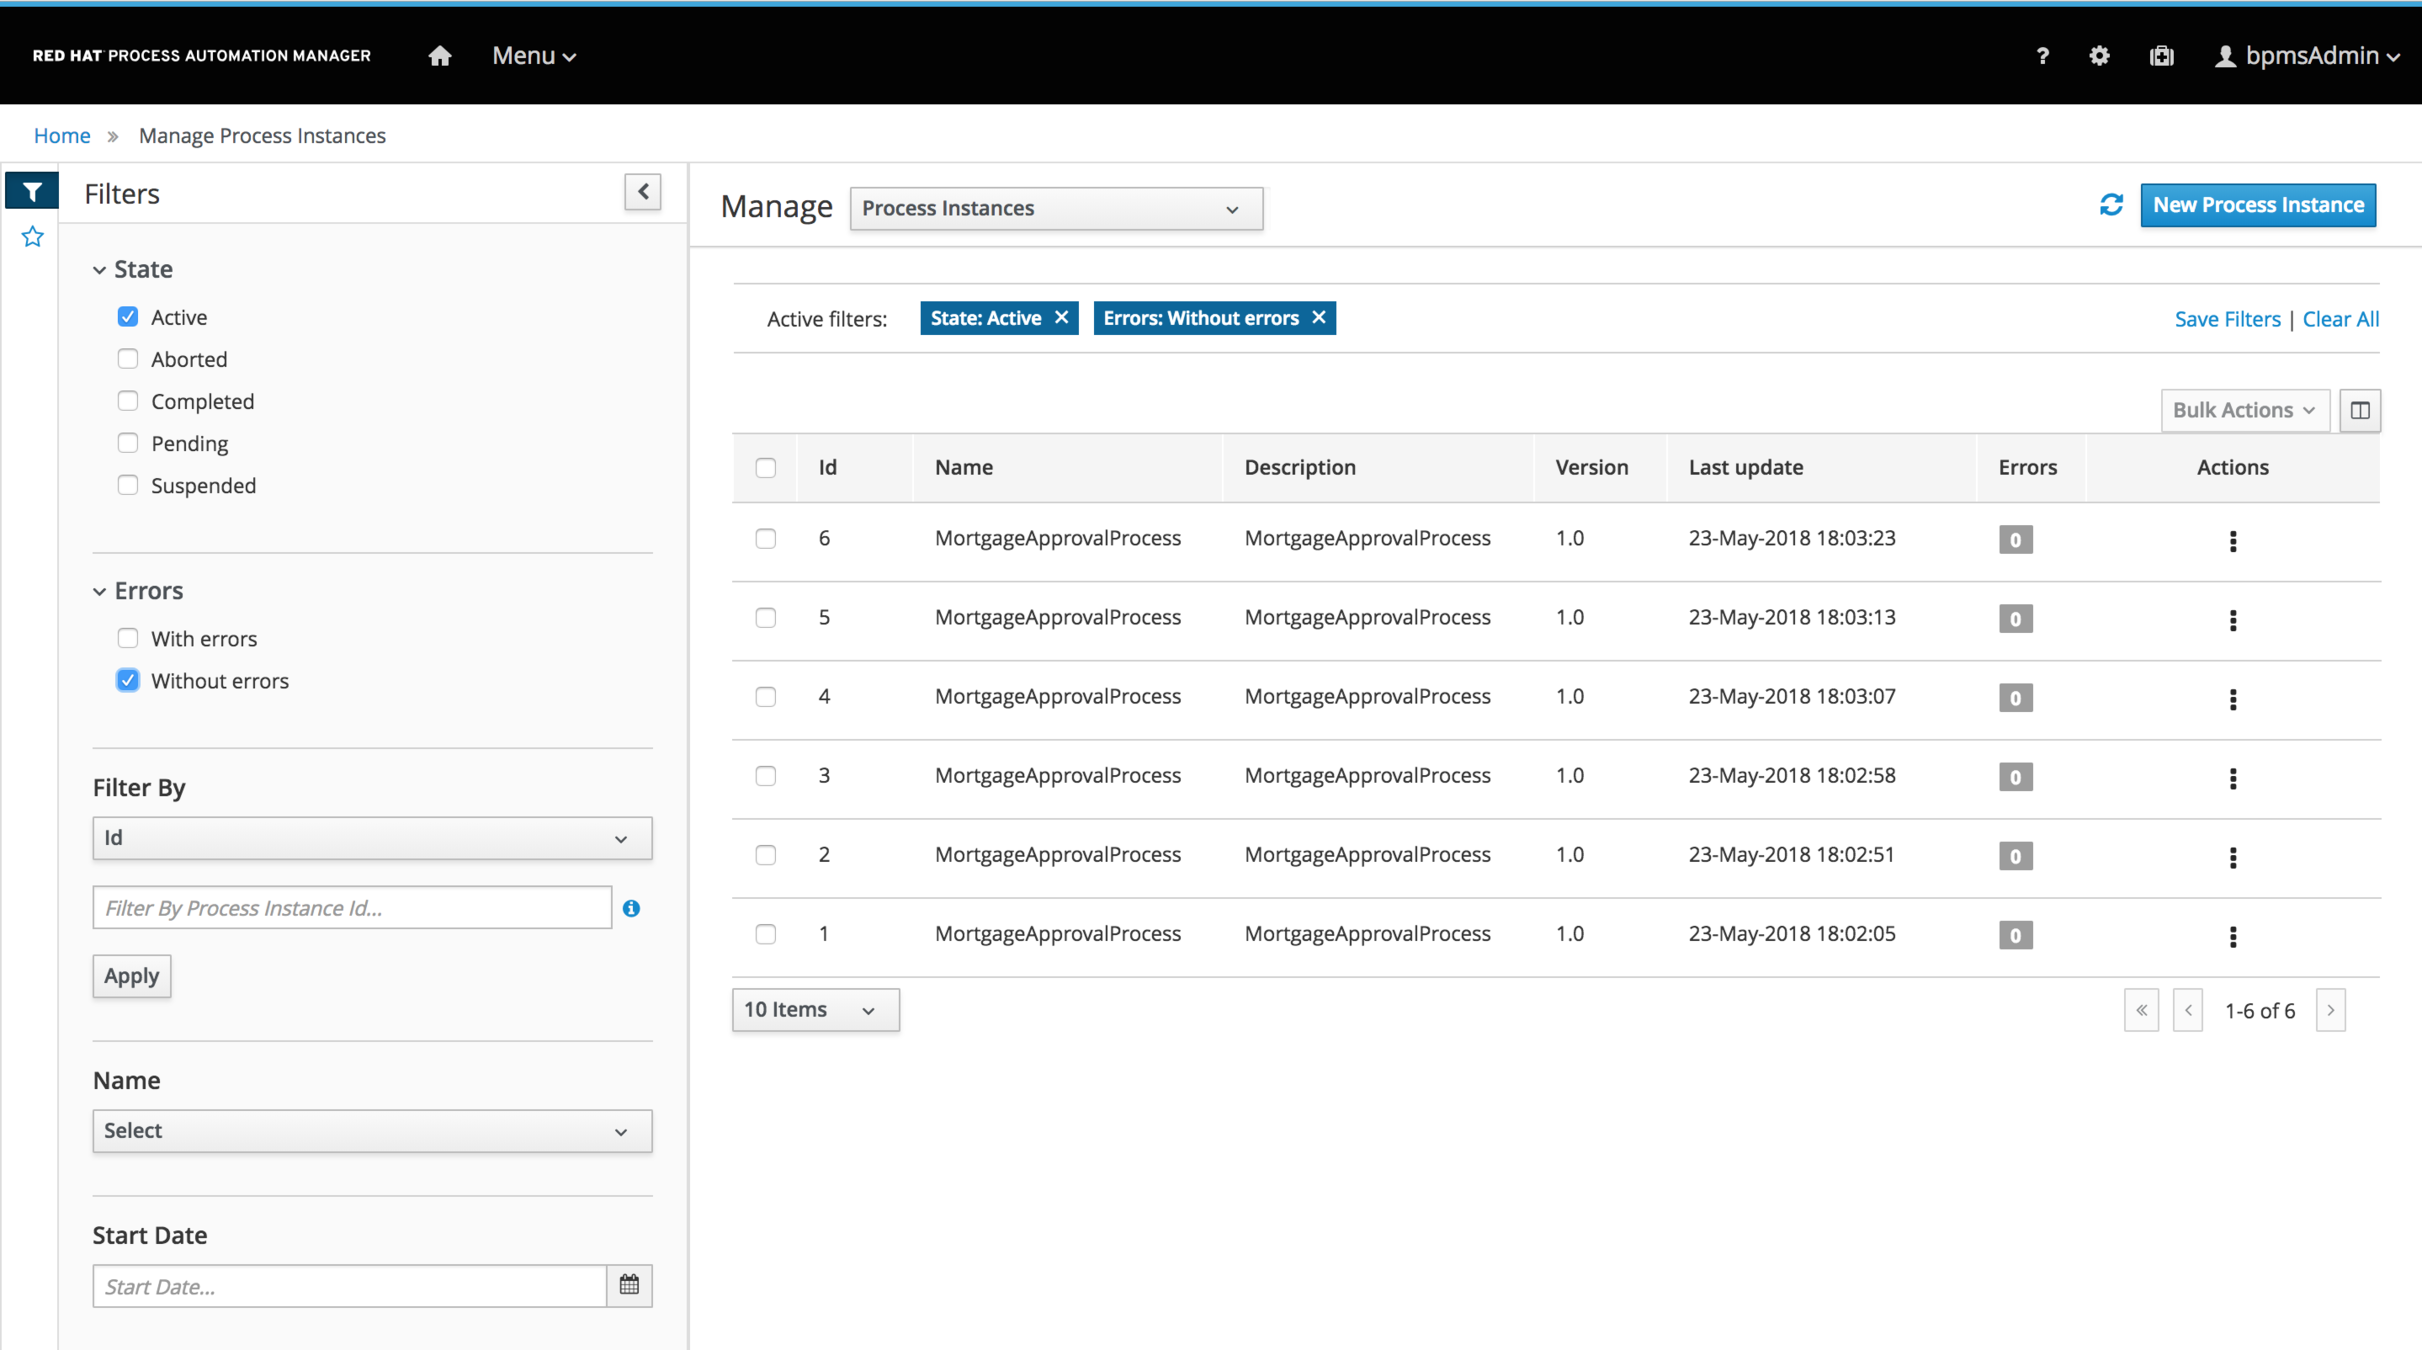 RED HAT PROCESS AUTOMATION MANAGER Menu ? bpmsAdmin
Home » Manage Process Instances
Filters
State
Active
Aborted
Completed
Pending
Suspended
Errors
With errors
Without errors
Filter By
Id
Filter By Process Instance Id...
Apply
Name
Select
Start Date
Start Date...
Manage Process Instances New Process Instance
Active filters: State: Active × Errors: Without errors × Save Filters | Clear All
Bulk Actions
Id Name Description Version Last update Errors Actions
6 MortgageApprovalProcess MortgageApprovalProcess 1.0 23-May-2018 18:03:23 0
5 MortgageApprovalProcess MortgageApprovalProcess 1.0 23-May-2018 18:03:13 0
4 MortgageApprovalProcess MortgageApprovalProcess 1.0 23-May-2018 18:03:07 0
3 MortgageApprovalProcess MortgageApprovalProcess 1.0 23-May-2018 18:02:58 0
2 MortgageApprovalProcess MortgageApprovalProcess 1.0 23-May-2018 18:02:51 0
1 MortgageApprovalProcess MortgageApprovalProcess 1.0 23-May-2018 18:02:05 0
10 Items « ‹ 1-6 of 6 ›